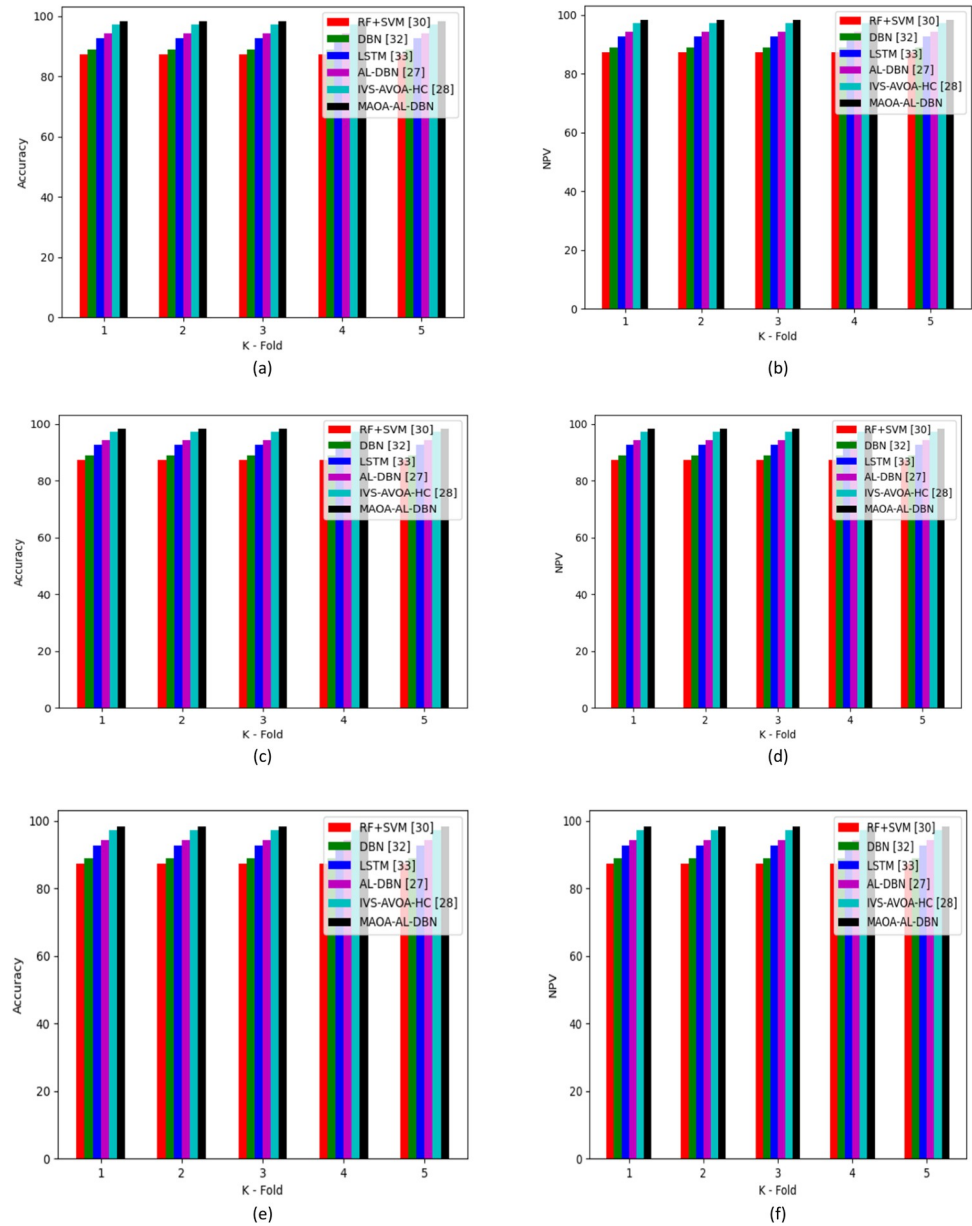 100
80
60
40
20
0
Accuracy
1 2 3 4 5
K - Fold
RF+SVM [30]
DBN [32]
LSTM [33]
AL-DBN [27]
IVS-AVOA-HC [28]
MAOA-AL-DBN
(a)
100
80
60
40
20
0
NPV
1 2 3 4 5
K - Fold
RF+SVM [30]
DBN [32]
LSTM [33]
AL-DBN [27]
IVS-AVOA-HC [28]
MAOA-AL-DBN
(b)
100
80
60
40
20
0
Accuracy
1 2 3 4 5
K - Fold
RF+SVM [30]
DBN [32]
LSTM [33]
AL-DBN [27]
IVS-AVOA-HC [28]
MAOA-AL-DBN
(c)
100
80
60
40
20
0
NPV
1 2 3 4 5
K - Fold
RF+SVM [30]
DBN [32]
LSTM [33]
AL-DBN [27]
IVS-AVOA-HC [28]
MAOA-AL-DBN
(d)
100
80
60
40
20
0
Accuracy
1 2 3 4 5
K - Fold
RF+SVM [30]
DBN [32]
LSTM [33]
AL-DBN [27]
IVS-AVOA-HC [28]
MAOA-AL-DBN
(e)
100
80
60
40
20
0
NPV
1 2 3 4 5
K - Fold
RF+SVM [30]
DBN [32]
LSTM [33]
AL-DBN [27]
IVS-AVOA-HC [28]
MAOA-AL-DBN
(f)